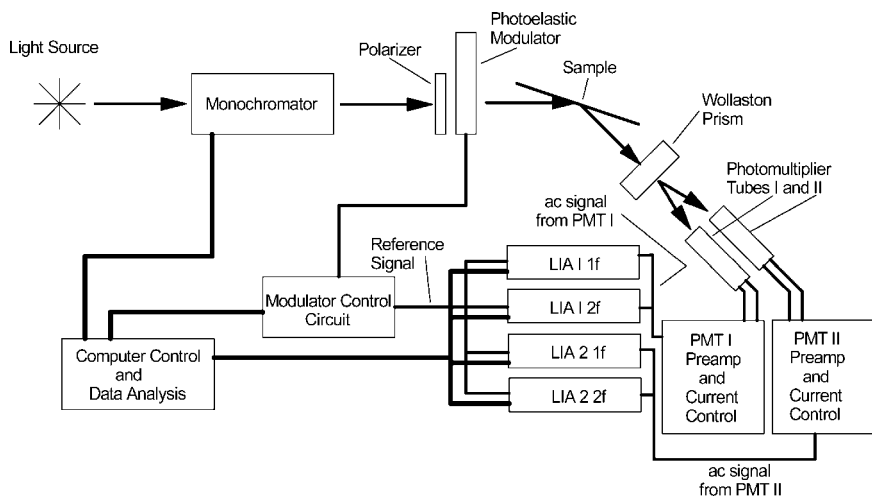 Light Source
Monochromator
Polarizer
Photoelastic
Modulator
Sample
Wollaston
Prism
Photomultiplier
Tubes I and II
ac signal
from PMT I
Reference
Signal
LIA I 1f
LIA I 2f
LIA 2 1f
LIA 2 2f
Modulator Control
Circuit
Computer Control
and
Data Analysis
PMT I
Preamp
and
Current
Control
PMT II
Preamp
and
Current
Control
ac signal
from PMT II